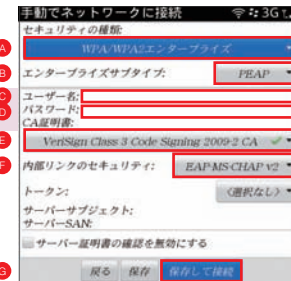 手動でネットワークに接続 3G
セキュリティの種類:
A WPA/WPA2エンタープライズ
B エンタープライズサブタイプ: PEAP
C ユーザー名:
D パスワード:
CA証明書:
E VeriSign Class 3 Code Signing 2009-2 CA
F 内部リンクのセキュリティ: EAP-MS-CHAP v2
トークン: <選択なし>
サーバーサブジェクト:
サーバーSAN:
サーバー証明書の確認を無効にする
G 戻る 保存 保存して接続